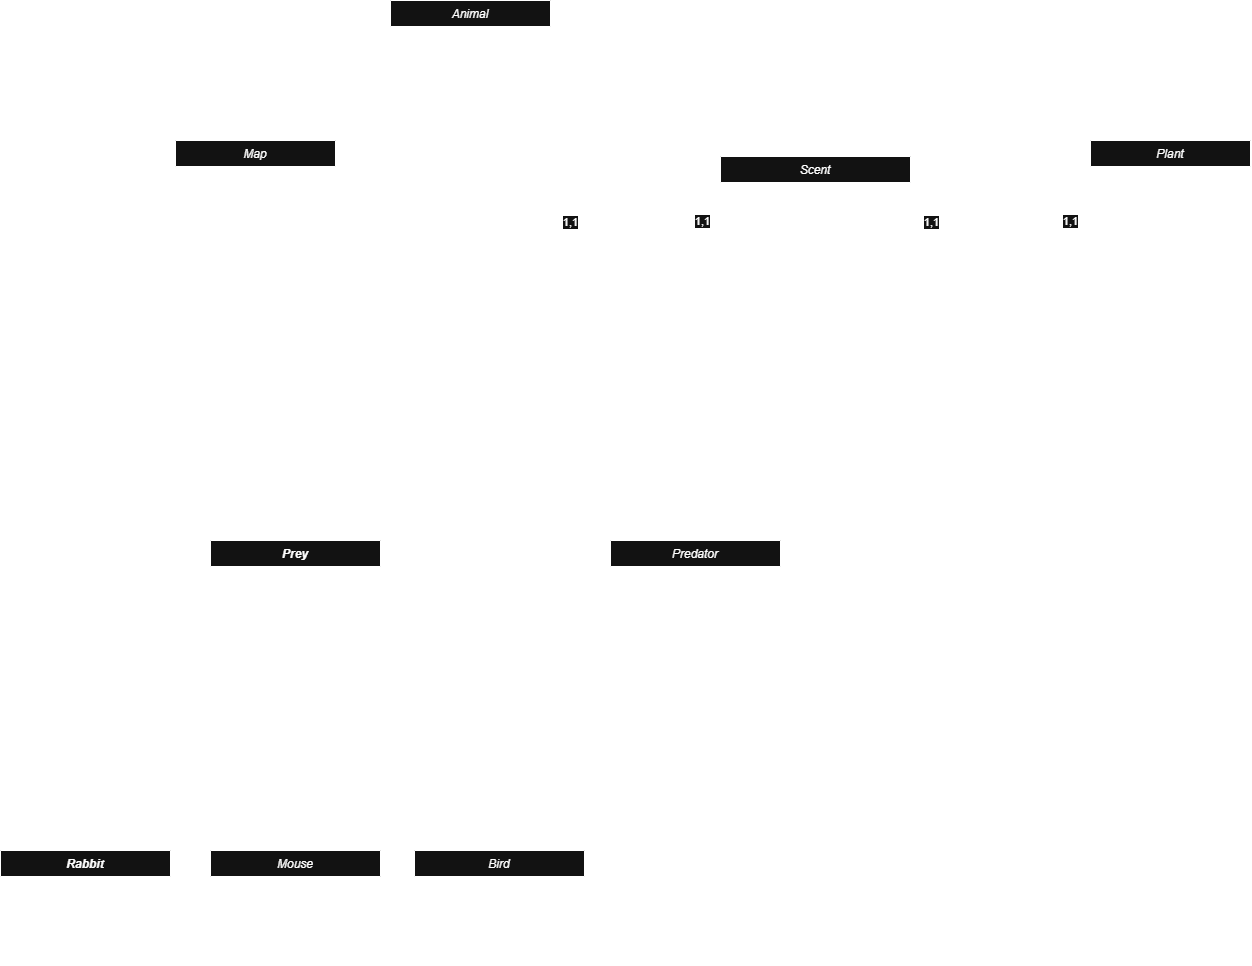 Animal
Map
Scent
Plant
1,1
1,1
1,1
1,1
Prey
Predator
Rabbit
Mouse
Bird